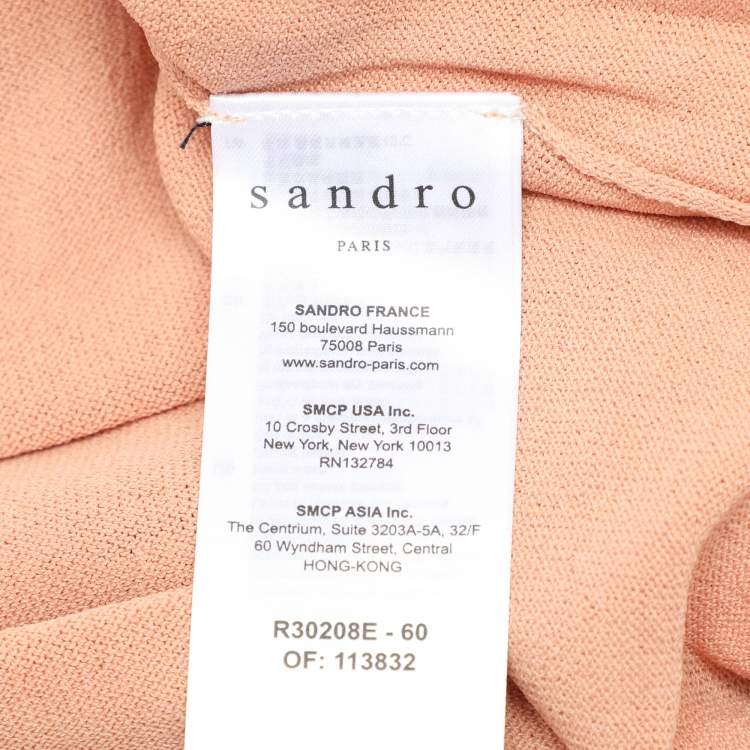 sandro
PARIS
SANDRO FRANCE
150 boulevard Haussmann
75008 Paris
www.sandro-paris.com
SMCP USA Inc.
10 Crosby Street, 3rd Floor
New York, New York 10013
RN132784
SMCP ASIA Inc.
The Centrium, Suite 3203A-5A, 32/F
60 Wyndham Street, Central
HONG-KONG
R30208E - 60
OF: 113832